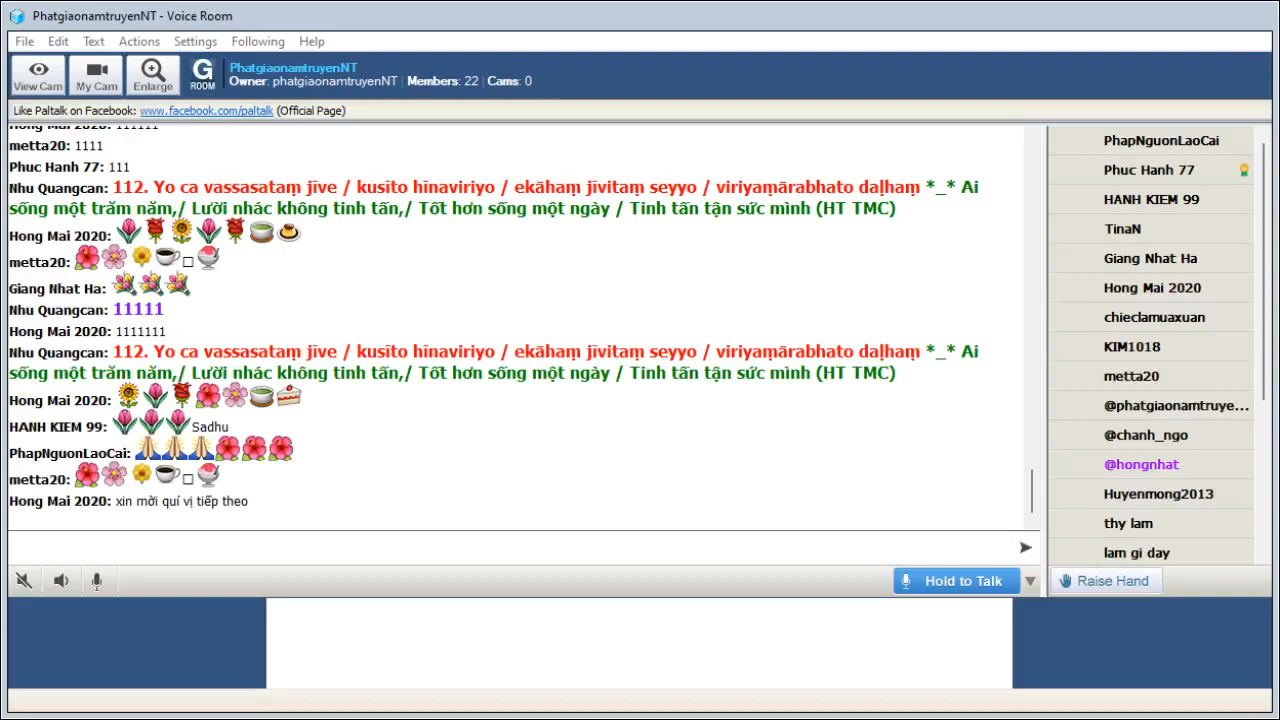 PhatgiaonamtruyenNT - Voice Room
File Edit Text Actions Settings Following Help
View Cam My Cam Enlarge G ROOM
PhatgiaonamtruyenNT
Owner: phatgiaonamtruyenNT Members: 22 Cams: 0
Like Paltalk on Facebook: www.facebook.com/paltalk (Official Page)
Hong Mai 2020: 111111
metta20: 1111
Phuc Hanh 77: 111
Nhu Quangcan: 112. Yo ca vassasataṃ jīve / kusīto hīnaviriyo / ekāhaṃ jīvitaṃ seyyo / viriyamārabhato daḷhaṃ *_* Ai
sống một trăm năm,/ Lười nhác không tinh tấn,/ Tốt hơn sống một ngày / Tinh tấn tận sức mình (HT TMC)
Hong Mai 2020:
metta20:
Giang Nhat Ha:
Nhu Quangcan: 11111
Hong Mai 2020: 1111111
Nhu Quangcan: 112. Yo ca vassasataṃ jīve / kusīto hīnaviriyo / ekāhaṃ jīvitaṃ seyyo / viriyaṃārabhato daḷhaṃ *_* Ai
sống một trăm năm,/ Lười nhác không tinh tấn,/ Tốt hơn sống một ngày / Tinh tấn tận sức mình (HT TMC)
Hong Mai 2020:
HANH KIEM 99: Sadhu
PhapNguonLaoCai:
metta20:
Hong Mai 2020: xin mời quí vị tiếp theo
Hold to Talk
PhapNguonLaoCai
Phuc Hanh 77
HANH KIEM 99
TinaN
Giang Nhat Ha
Hong Mai 2020
chieclamuaxuan
KIM1018
metta20
@phatgiaonamtruye...
@chanh_ngo
@hongnhat
Huyenmong2013
thy lam
lam gi day
Raise Hand